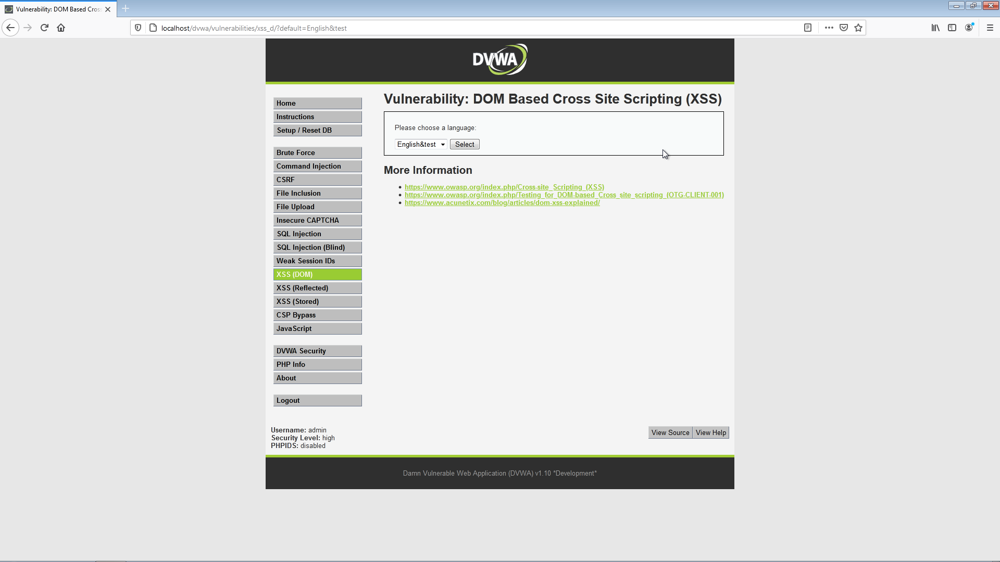 Vulnerability: DOM Based Cros
localhost/dvwa/vulnerabilities/xss_d/?default=English&test
DVWA
Home
Instructions
Setup / Reset DB
Brute Force
Command Injection
CSRF
File Inclusion
File Upload
Insecure CAPTCHA
SQL Injection
SQL Injection (Blind)
Weak Session IDs
XSS (DOM)
XSS (Reflected)
XSS (Stored)
CSP Bypass
JavaScript
DVWA Security
PHP Info
About
Logout
Vulnerability: DOM Based Cross Site Scripting (XSS)
Please choose a language:
English&test Select
More Information
https://www.owasp.org/index.php/Cross-site_Scripting_(XSS)
https://www.owasp.org/index.php/Testing_for_DOM-based_Cross_site_scripting_(OTG-CLIENT-001)
https://www.acunetix.com/blog/articles/dom-xss-explained/
Username: admin
Security Level: high
PHPIDS: disabled
View Source View Help
Damn Vulnerable Web Application (DVWA) v1.10 *Development*